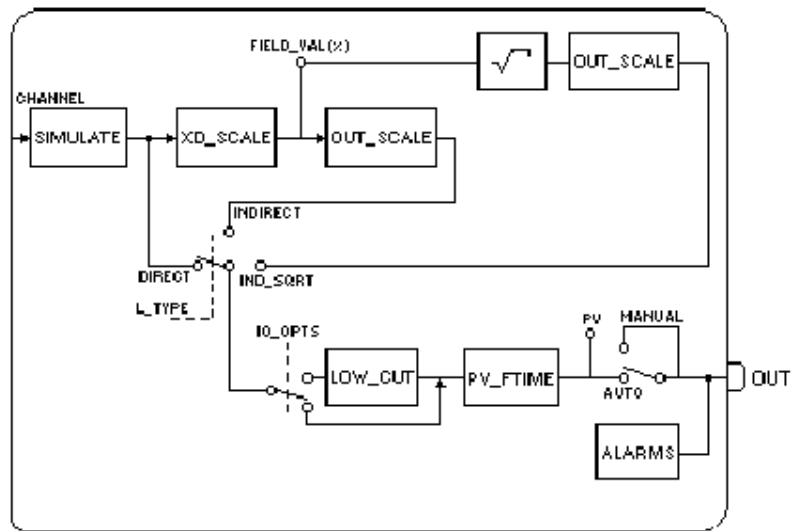 FIELD_VAL(%)
√
OUT_SCALE
CHANNEL
SIMULATE
XD_SCALE
OUT_SCALE
INDIRECT
DIRECT
IND_SQRT
L_TYPE
IO_OPTS
LOW_CUT
PV_FTIME
PV
MANUAL
AUTO
OUT
ALARMS